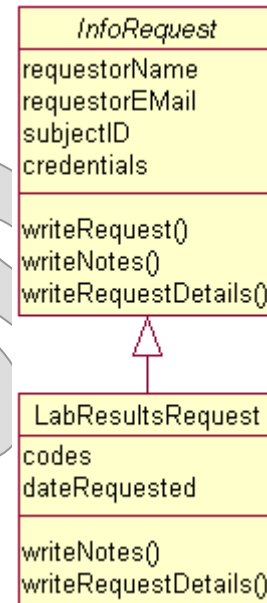 InfoRequest
requestorName
requestorEMail
subjectID
credentials
writeRequest()
writeNotes()
writeRequestDetails()
LabResultsRequest
codes
dateRequested
writeNotes()
writeRequestDetails()